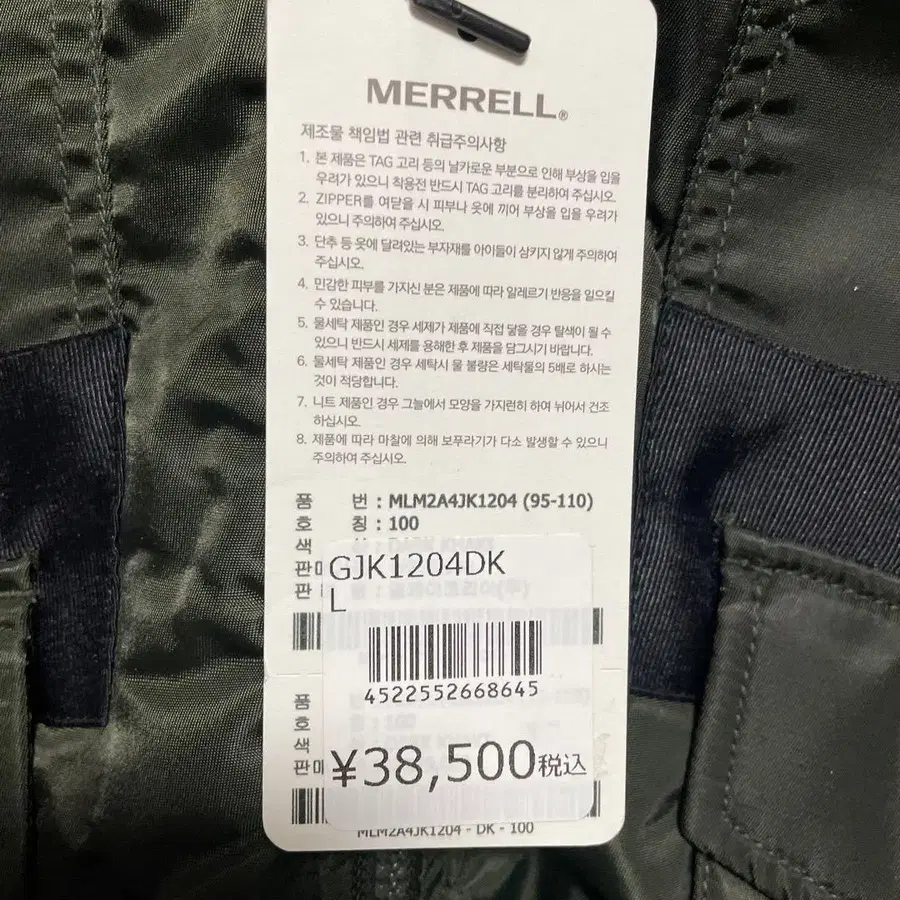 MERRELL®
제조물 책임법 관련 취급주의사항
1. 본 제품은 TAG 고리 등의 날카로운 부분으로 인해 부상을 입을
우려가 있으니 착용전 반드시 TAG 고리를 분리하여 주십시오.
2. ZIPPER를 여닫을 시 피부나 옷에 끼어 부상을 입을 우려가
있으니 주의하여 주십시오.
3. 단추 등 옷에 달려있는 부자재를 아이들이 삼키지 않게 주의하여
주십시오.
4. 민감한 피부를 가지신 분은 제품에 따라 알레르기 반응을 일으킬
수 있습니다.
5. 물세탁 제품인 경우 세제가 제품에 직접 닿을 경우 탈색이 될 수
있으니 반드시 세제를 용해한 후 제품을 담그시기 바랍니다.
6. 물세탁 제품인 경우 세탁시 물 불량은 세탁물의 5배로 하시는
것이 적당합니다.
7. 니트 제품인 경우 그늘에서 모양을 가지런히 하여 뉘어서 건조
하십시오.
8. 제품에 따라 마찰에 의해 보푸라기가 다소 발생할 수 있으니
주의하여 주십시오.
품 번 : MLM2A4JK1204 (95-110)
호 칭 : 100
색
판매
판
GJK1204DK
L
4522552668645
품
호
색
판매
¥38,500税込
MLM2A4JK1204 - DK - 100